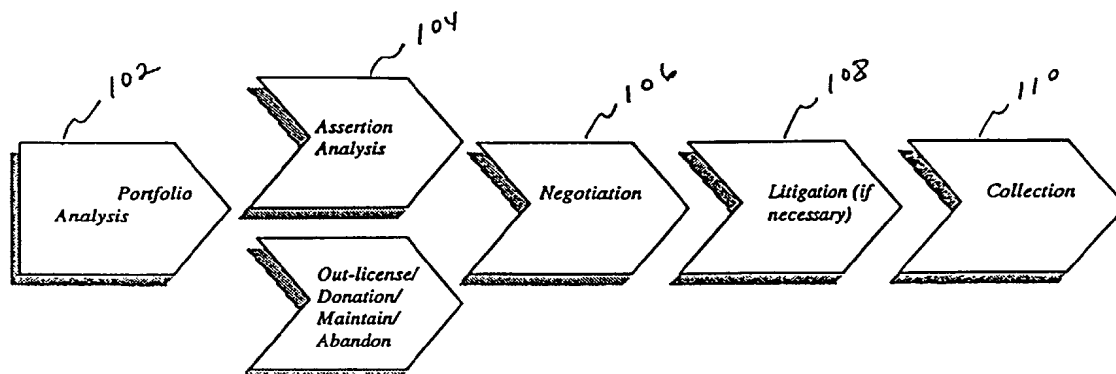 102
104
106
108
110
Portfolio
Analysis
Assertion
Analysis
Out-license/
Donation/
Maintain/
Abandon
Negotiation
Litigation (if
necessary)
Collection